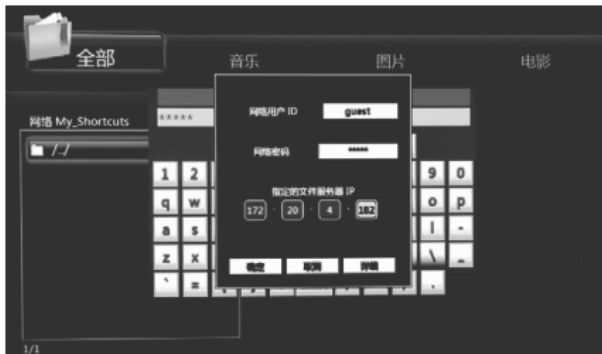 全部
音乐
图片
电影
网络 My_Shortcuts
/../
*****
网络用户 ID
guest
网络密码
*****
指定的文件服务器 IP
172 · 20 · 4 · 182
确定
取消
详细
1 2
9 0
q w
o p
a s
l -
z x
\ _
` =
.
1/1